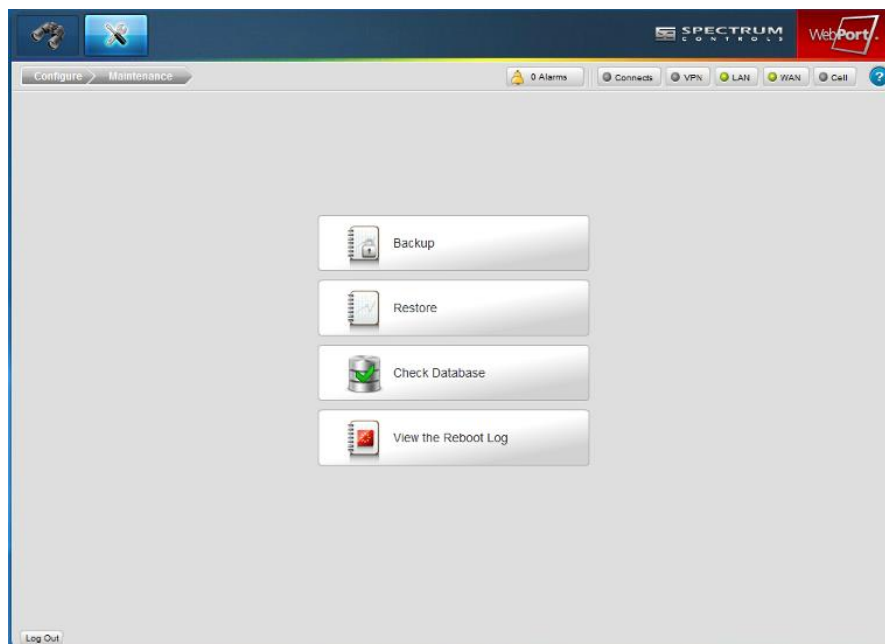 SPECTRUM
CONTROLS
WebPort.
Configure
Maintenance
0 Alarms
Connects
VPN
LAN
WAN
Cell
?
Backup
Restore
Check Database
View the Reboot Log
Log Out